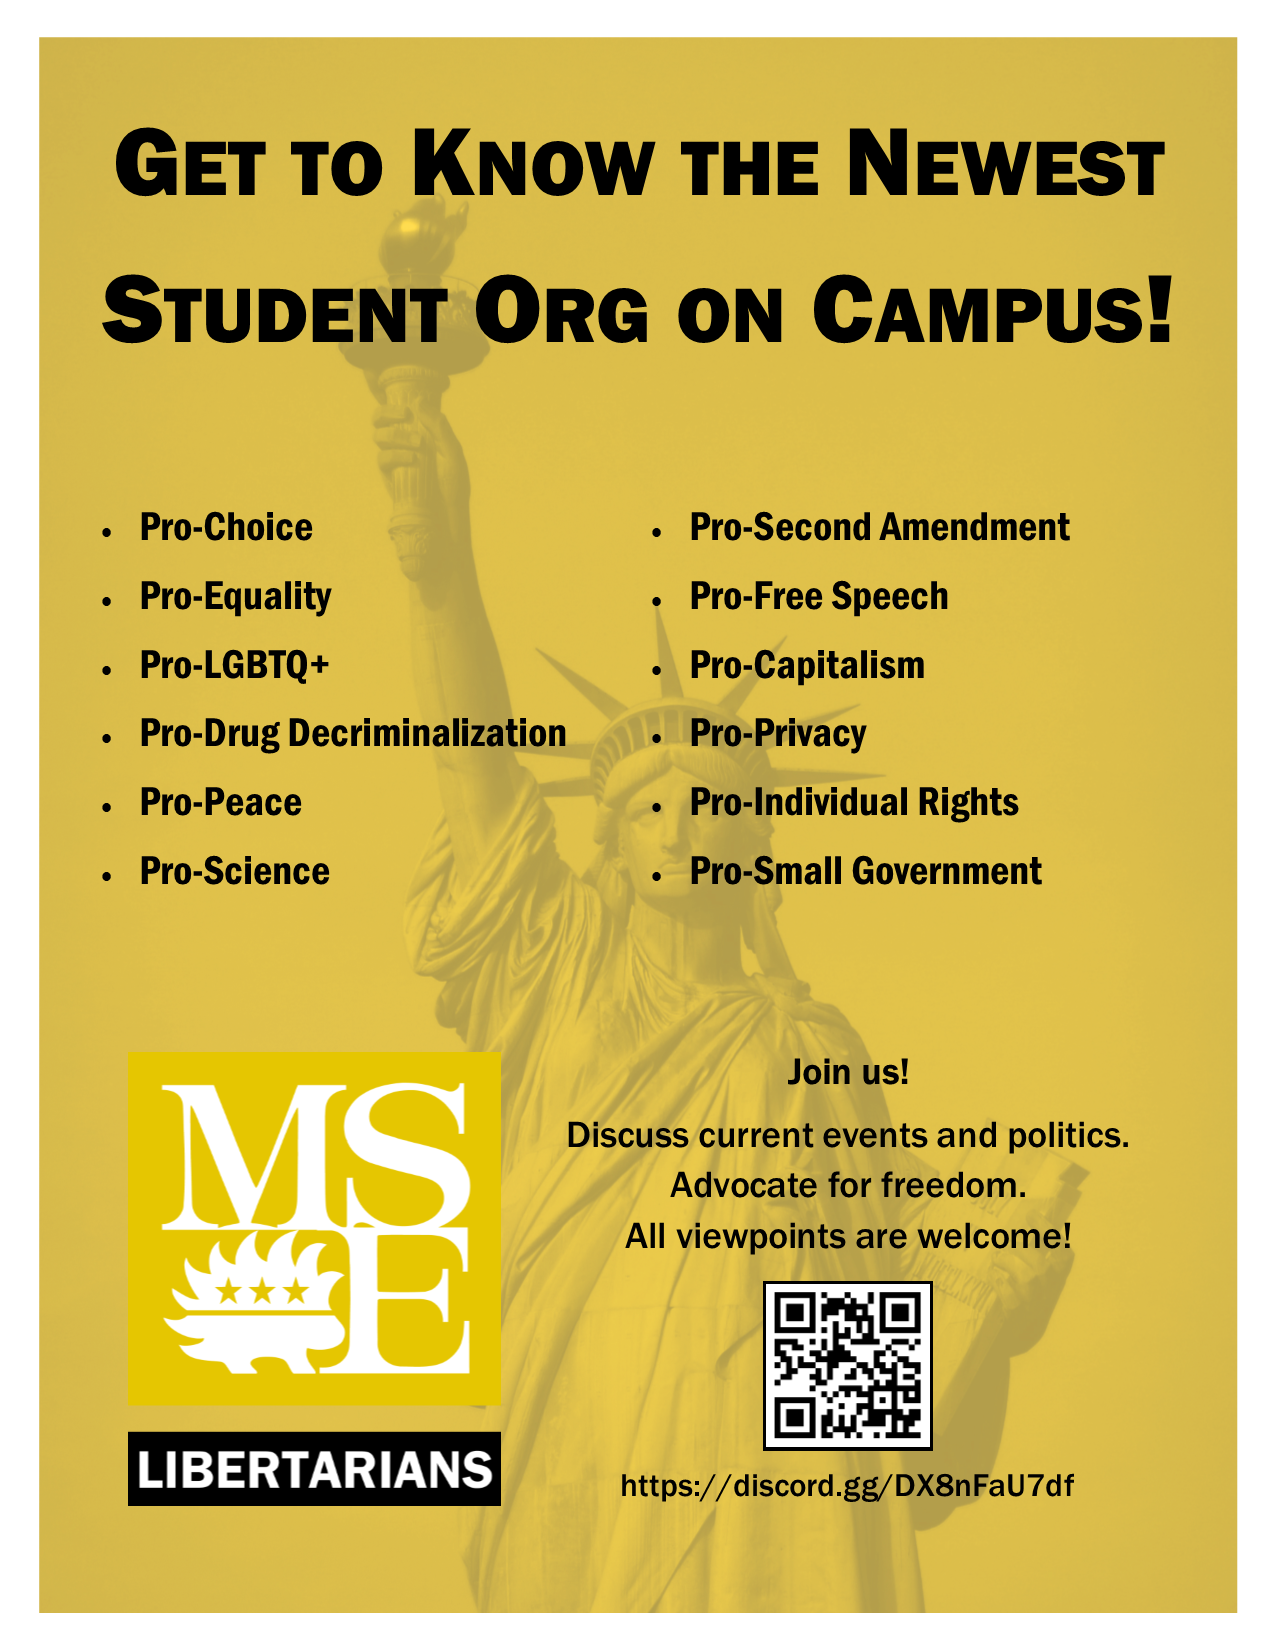 GET TO KNOW THE NEWEST
STUDENT ORG ON CAMPUS!
• Pro-Choice
• Pro-Equality
• Pro-LGBTQ+
• Pro-Drug Decriminalization
• Pro-Peace
• Pro-Science
• Pro-Second Amendment
• Pro-Free Speech
• Pro-Capitalism
• Pro-Privacy
• Pro-Individual Rights
• Pro-Small Government
MS
E
LIBERTARIANS
Join us!
Discuss current events and politics.
Advocate for freedom.
All viewpoints are welcome!
https://discord.gg/DX8nFaU7df